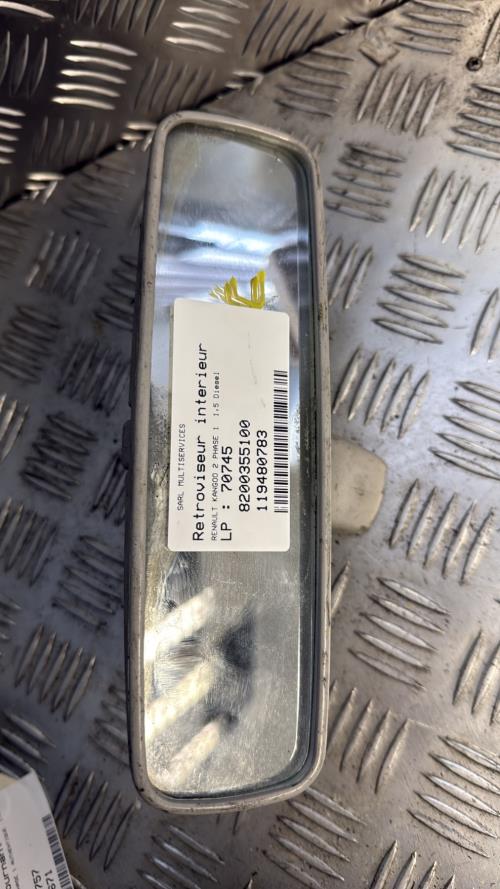 SARL MULTISERVICES
Retroviseur interieur
RENAULT KANGOO 2 PHASE 1 1.5 Diesel
LP : 70745
8200355100
119480783